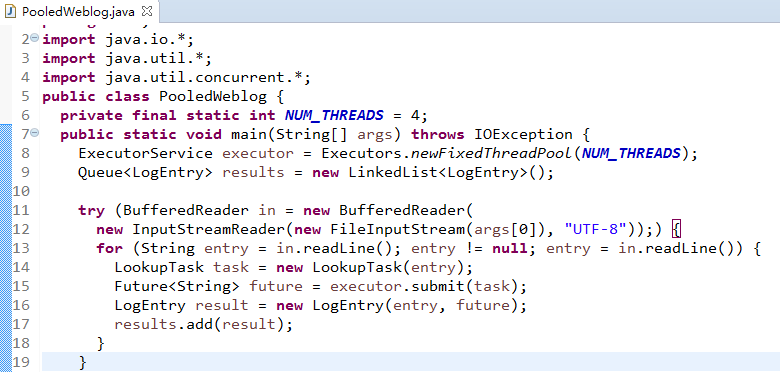 PooledWeblog.java
2 import java.io.*;
3 import java.util.*;
4 import java.util.concurrent.*;
5 public class PooledWeblog {
6   private final static int NUM_THREADS = 4;
7   public static void main(String[] args) throws IOException {
8     ExecutorService executor = Executors.newFixedThreadPool(NUM_THREADS);
9     Queue<LogEntry> results = new LinkedList<LogEntry>();
10
11     try (BufferedReader in = new BufferedReader(
12       new InputStreamReader(new FileInputStream(args[0]), "UTF-8"));) {
13       for (String entry = in.readLine(); entry != null; entry = in.readLine()) {
14         LookupTask task = new LookupTask(entry);
15         Future<String> future = executor.submit(task);
16         LogEntry result = new LogEntry(entry, future);
17         results.add(result);
18       }
19     }